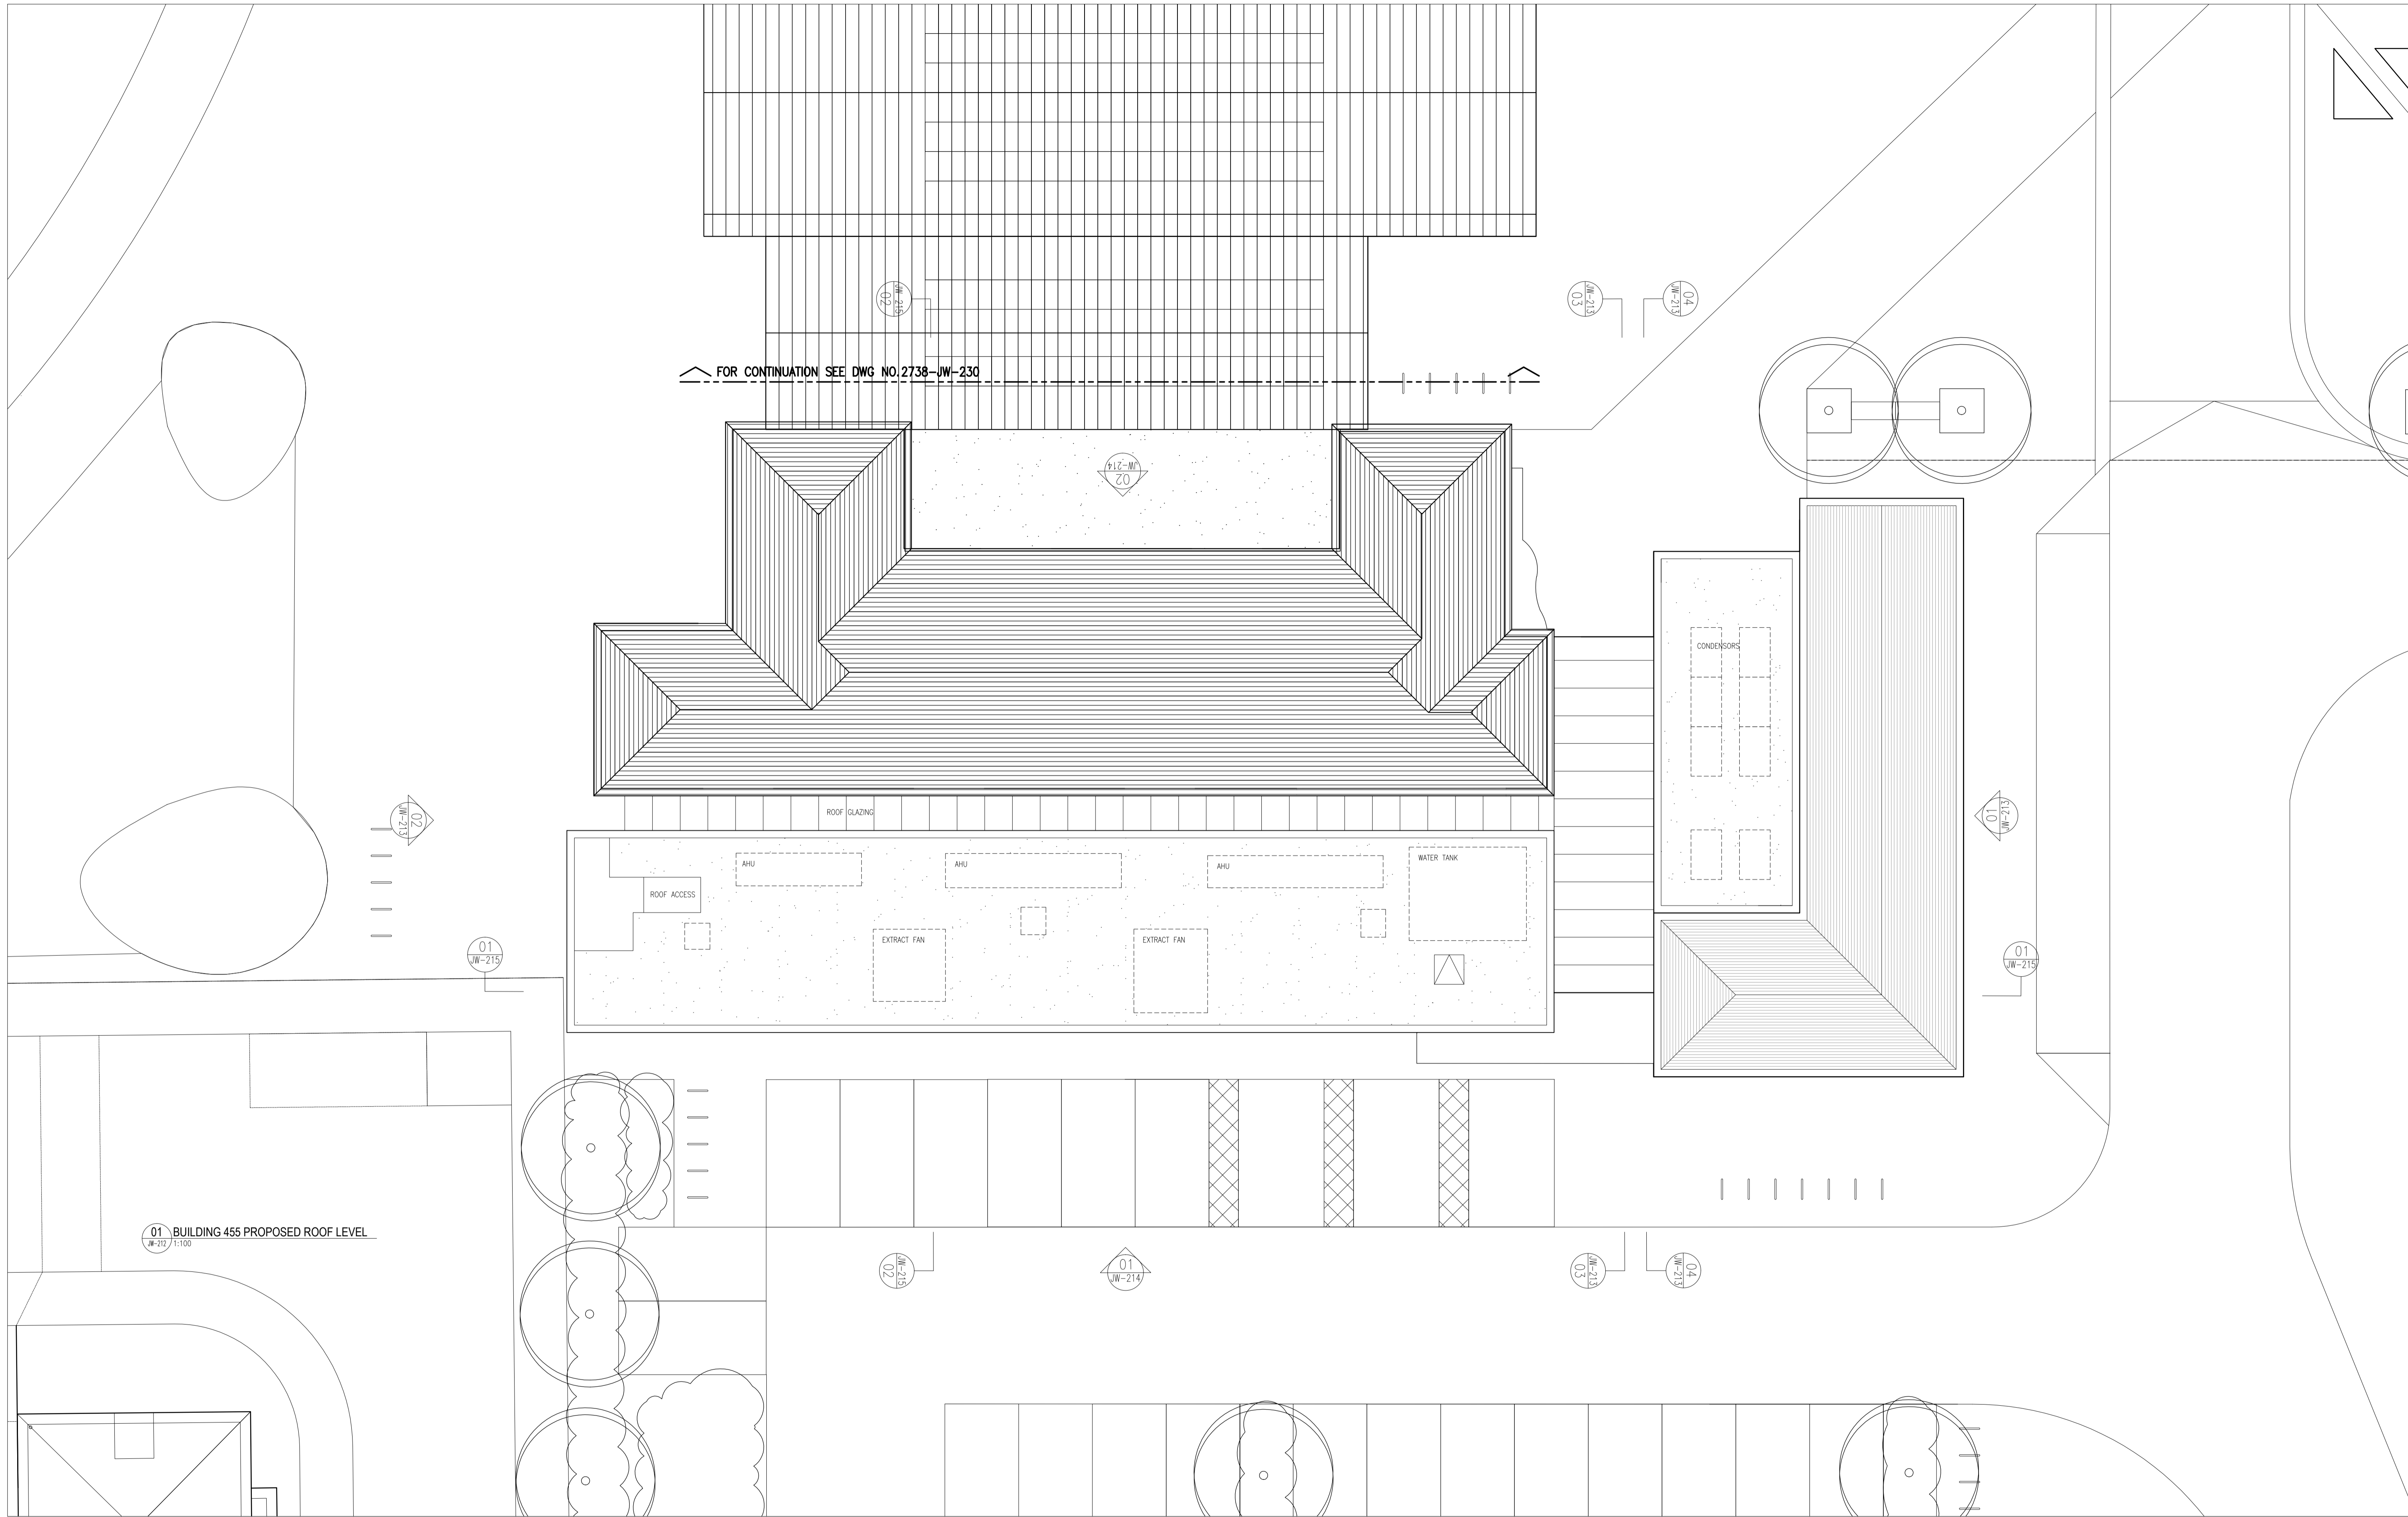 JW-215
02
JW-213
03
04
JW-213
FOR CONTINUATION SEE DWG NO.2738-JW-230
JW-214
02
CONDENSORS
02
JW-213
ROOF GLAZING
JW-213
01
AHU
AHU
AHU
WATER TANK
ROOF ACCESS
EXTRACT FAN
EXTRACT FAN
01
JW-215
01
JW-215
01 BUILDING 455 PROPOSED ROOF LEVEL
JW-212 1:100
JW-215
02
01
JW-214
JW-213
03
04
JW-213